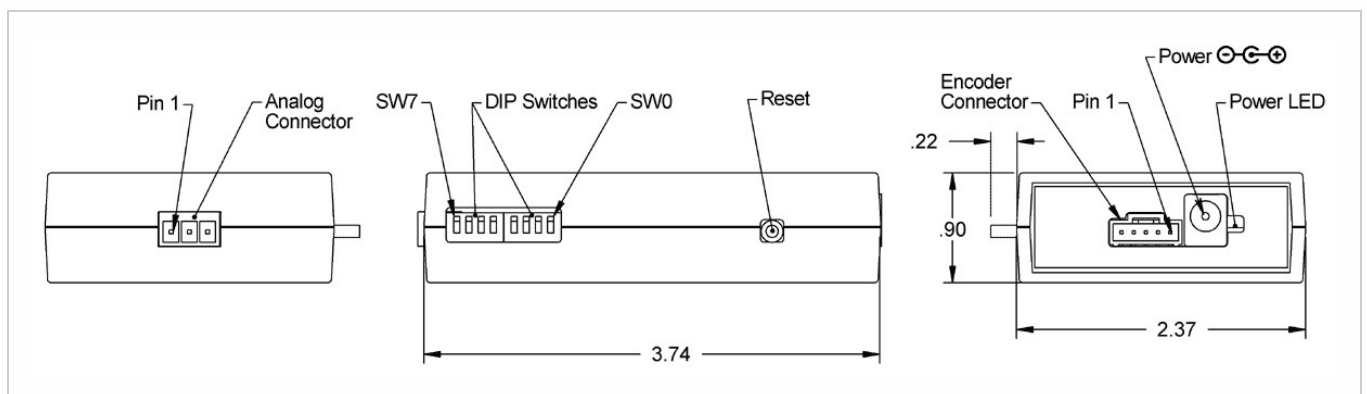 Pin 1
Analog
Connector
SW7
DIP Switches
SW0
Reset
Encoder
Connector
Pin 1
Power
Power LED
.22
.90
3.74
2.37